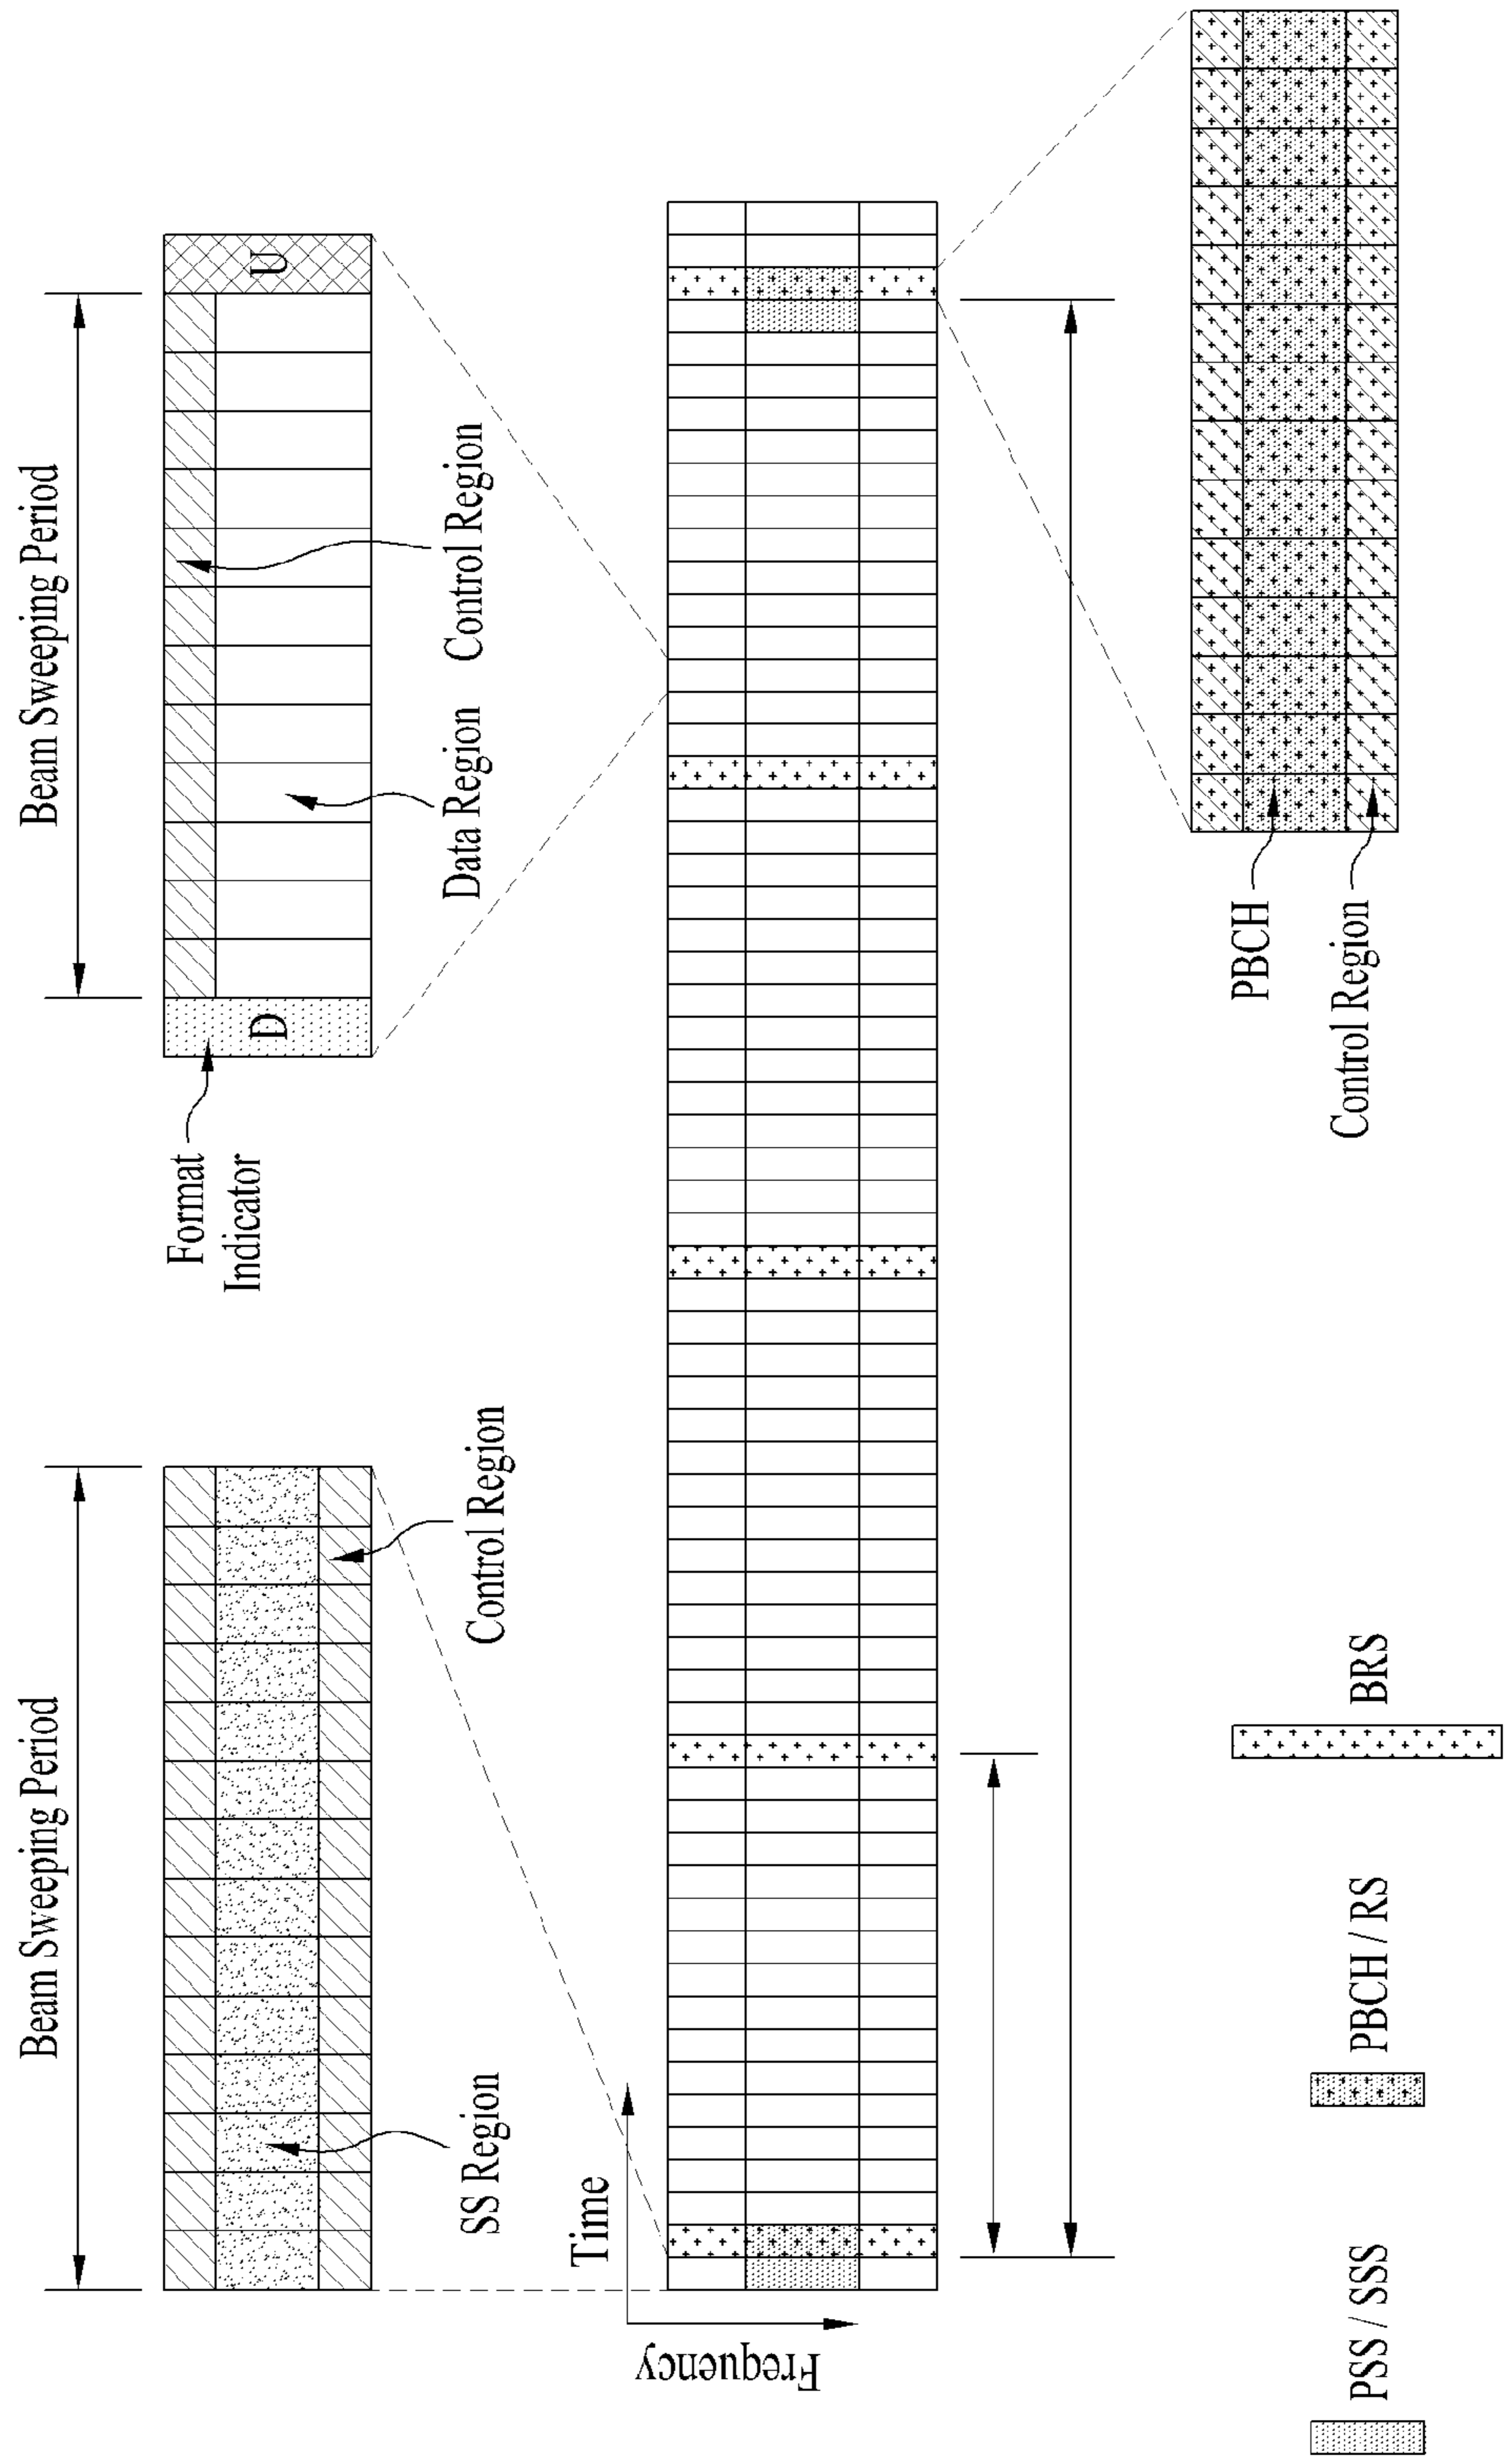 Beam Sweeping Period
Beam Sweeping Period
Format
Indicator
D
U
SS Region
Control Region
Data Region
Control Region
Time
Frequency
PBCH
Control Region
PSS / SSS
PBCH / RS
BRS